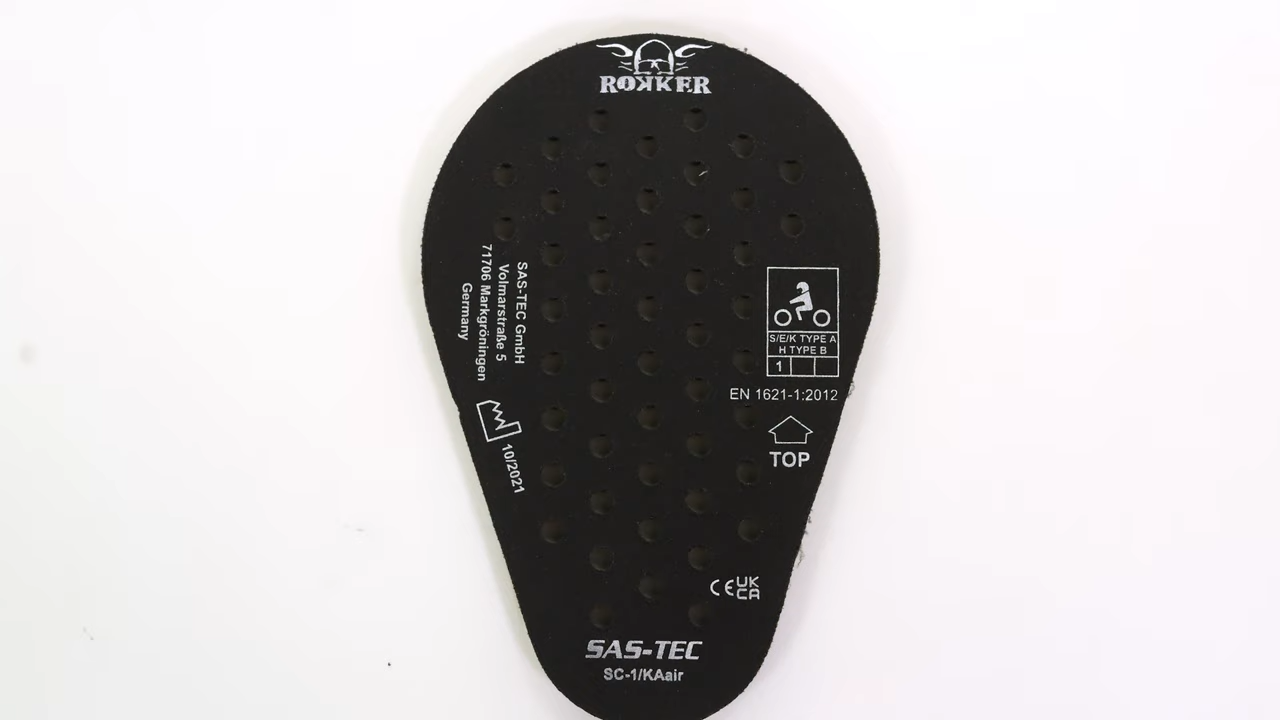 ROKKER
SAS-TEC GmbH
Volmarstraße 5
71706 Markgröningen
Germany
10/2021
S/E/K TYPE A
H TYPE B
1
EN 1621-1:2012
TOP
CE UK
CA
SAS-TEC
SC-1/KAair